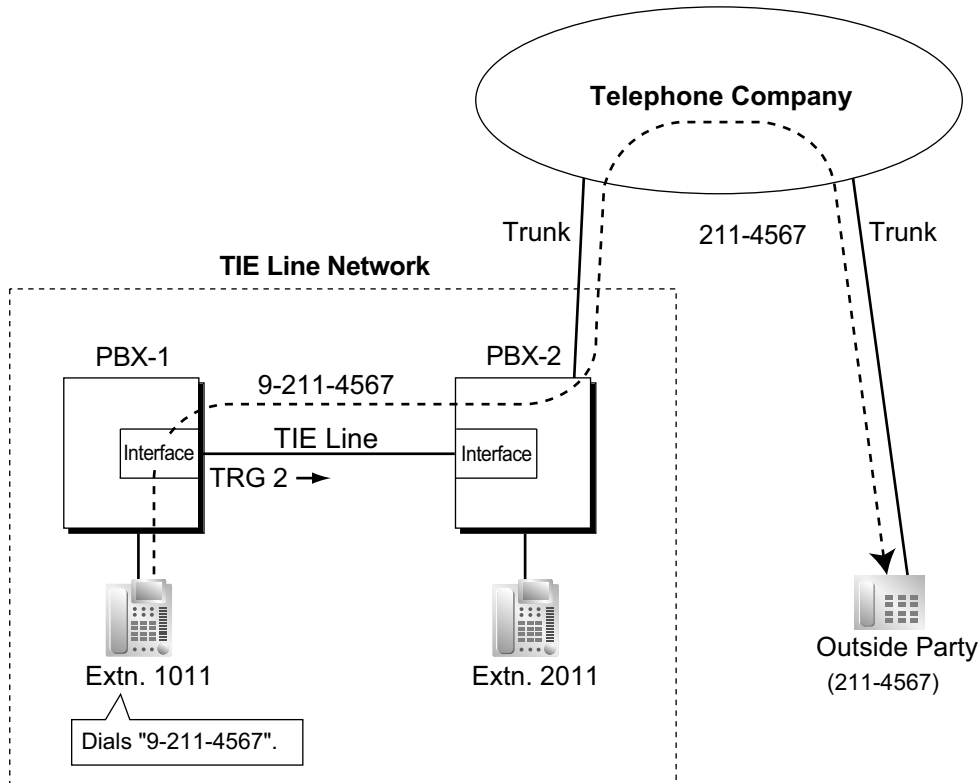 Telephone Company
Trunk
211-4567
Trunk
TIE Line Network
PBX-1
PBX-2
9-211-4567
Interface
TIE Line
Interface
TRG 2
Extn. 1011
Extn. 2011
Outside Party
(211-4567)
Dials "9-211-4567".